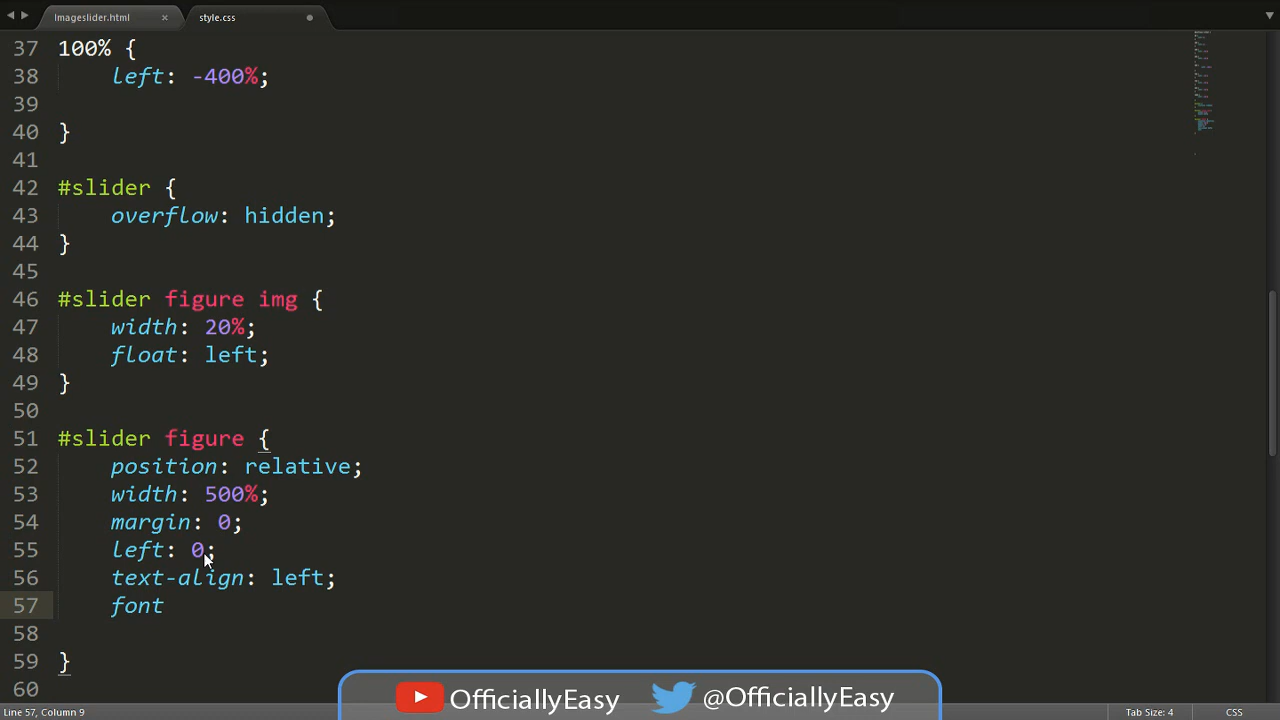 Imageslider.html × style.css
37 100% {
38 left: -400%;
39
40 }
41
42 #slider {
43 overflow: hidden;
44 }
45
46 #slider figure img {
47 width: 20%;
48 float: left;
49 }
50
51 #slider figure {
52 position: relative;
53 width: 500%;
54 margin: 0;
55 left: 0;
56 text-align: left;
57 font
58
59 }
60
OfficiallyEasy @OfficiallyEasy
Line 57, Column 9 Tab Size: 4 CSS